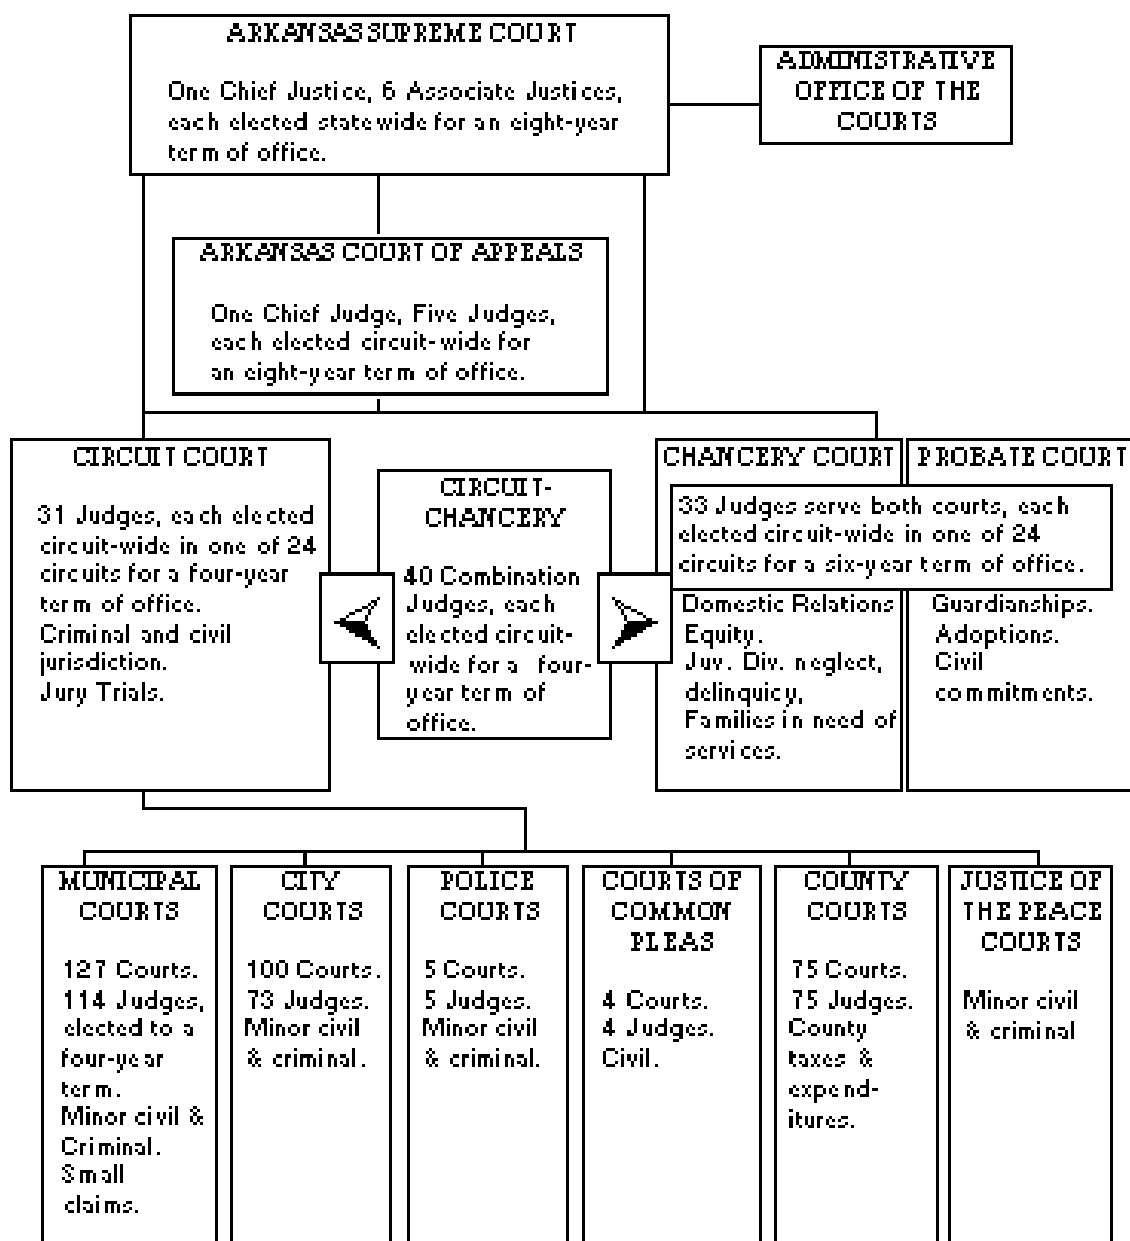 ARKANSAS SUPREME COURT
One Chief Justice, 6 Associate Justices,
each elected statewide for an eight-year
term of office.
ADMINISTRATIVE
OFFICE OF THE
COURTS
ARKANSAS COURT OF APPEALS
One Chief Judge, Five Judges,
each elected circuit-wide for
an eight-year term of office.
CIRCUIT COURT
31 Judges, each elected
circuit-wide in one of 24
circuits for a four-year
term of office.
Criminal and civil
jurisdiction.
Jury Trials.
CIRCUIT-
CHANCERY
40 Combination
Judges, each
elected circuit-
wide for a four-
year term of
office.
CHANCERY COURT
PROBATE COURT
33 Judges serve both courts, each
elected circuit-wide in one of 24
circuits for a six-year term of office.
Domestic Relations
Equity.
Juv. Div. neglect,
delinquicy,
Families in need of
services.
Guardianships.
Adoptions.
Civil
commitments.
MUNICIPAL
COURTS
127 Courts.
114 Judges,
elected to a
four-year
term.
Minor civil &
Criminal.
Small
claims.
CITY
COURTS
100 Courts.
73 Judges.
Minor civil
& criminal.
POLICE
COURTS
5 Courts.
5 Judges.
Minor civil
& criminal.
COURTS OF
COMMON
PLEAS
4 Courts.
4 Judges.
Civil.
COUNTY
COURTS
75 Courts.
75 Judges.
County
taxes &
expend-
itures.
JUSTICE OF
THE PEACE
COURTS
Minor civil
& criminal